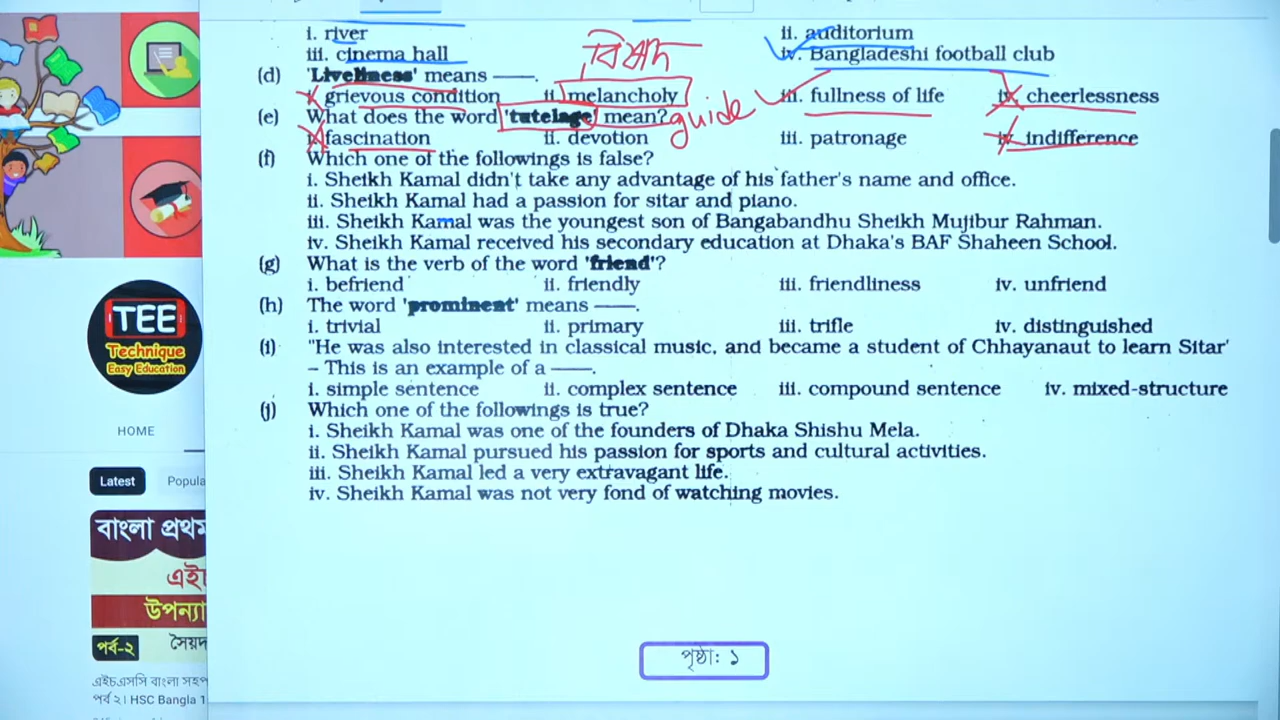 i. river ii. auditorium
iii. cinema hall iv. Bangladeshi football club
বিষাদ
(d) 'Liveliness' means ——.
i. grievous condition ii. melancholy iii. fullness of life iv. cheerlessness
(e) What does the word 'tutelage' mean? guide
i. fascination ii. devotion iii. patronage iv. indifference
(f) Which one of the followings is false?
i. Sheikh Kamal didn't take any advantage of his father's name and office.
ii. Sheikh Kamal had a passion for sitar and piano.
iii. Sheikh Kamal was the youngest son of Bangabandhu Sheikh Mujibur Rahman.
iv. Sheikh Kamal received his secondary education at Dhaka's BAF Shaheen School.
(g) What is the verb of the word 'friend'?
i. befriend ii. friendly iii. friendliness iv. unfriend
(h) The word 'prominent' means ——.
i. trivial ii. primary iii. trifle iv. distinguished
(i) "He was also interested in classical music, and became a student of Chhayanaut to learn Sitar'
– This is an example of a ——.
i. simple sentence ii. complex sentence iii. compound sentence iv. mixed-structure
(j) Which one of the followings is true?
i. Sheikh Kamal was one of the founders of Dhaka Shishu Mela.
ii. Sheikh Kamal pursued his passion for sports and cultural activities.
iii. Sheikh Kamal led a very extravagant life.
iv. Sheikh Kamal was not very fond of watching movies.
পৃষ্ঠাঃ ১
TEE
Technique
Easy Education
HOME
Latest Popula
বাংলা প্রথম
এই
উপন্যা
পর্ব-২ সৈয়দ
এইচএসসি বাংলা সহপ
পর্ব ২। HSC Bangla 1